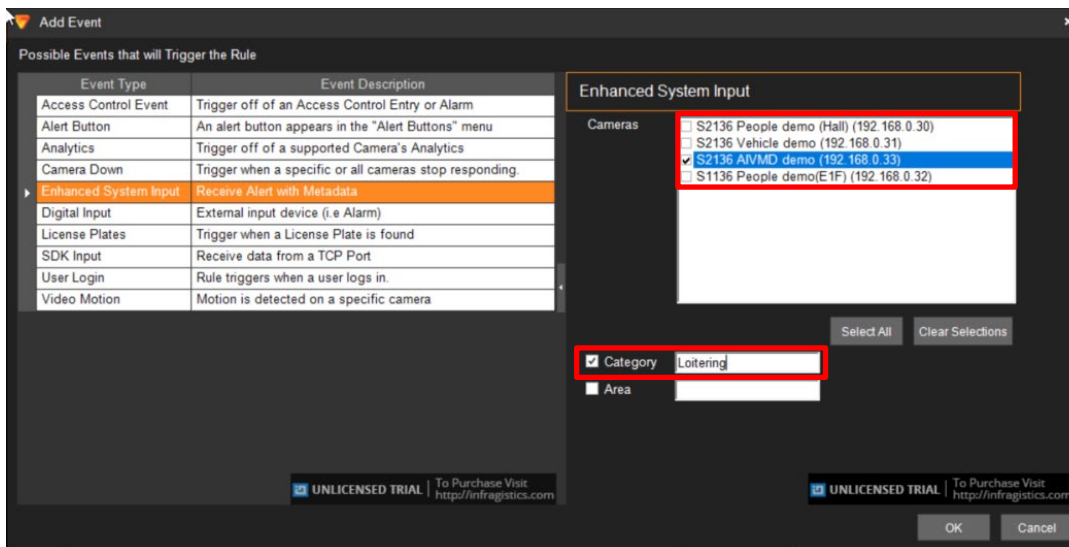 Add Event
Possible Events that will Trigger the Rule
Event Type Event Description
Access Control Event Trigger off of an Access Control Entry or Alarm
Alert Button An alert button appears in the "Alert Buttons" menu
Analytics Trigger off of a supported Camera's Analytics
Camera Down Trigger when a specific or all cameras stop responding.
Enhanced System Input Receive Alert with Metadata
Digital Input External input device (i.e Alarm)
License Plates Trigger when a License Plate is found
SDK Input Receive data from a TCP Port
User Login Rule triggers when a user logs in.
Video Motion Motion is detected on a specific camera
UNLICENSED TRIAL To Purchase Visit
http://infragistics.com
Enhanced System Input
Cameras
S2136 People demo (Hall) (192.168.0.30)
S2136 Vehicle demo (192.168.0.31)
S2136 AIVMD demo (192.168.0.33)
S1136 People demo(E1F) (192.168.0.32)
Select All Clear Selections
Category Loitering
Area
UNLICENSED TRIAL To Purchase Visit
http://infragistics.com
OK Cancel